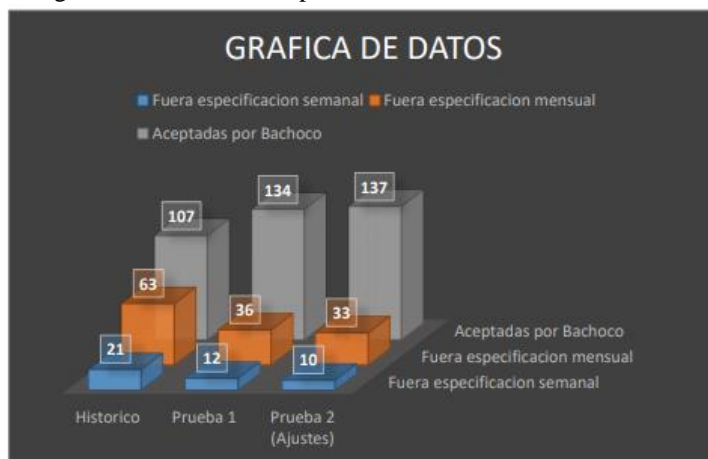 GRAFICA DE DATOS
Fuera especificacion semanal Fuera especificacion mensual
Aceptadas por Bachoco
107 134 137
63 36 33
21 12 10
Aceptadas por Bachoco
Fuera especificacion mensual
Fuera especificacion semanal
Historico Prueba 1 Prueba 2
(Ajustes)